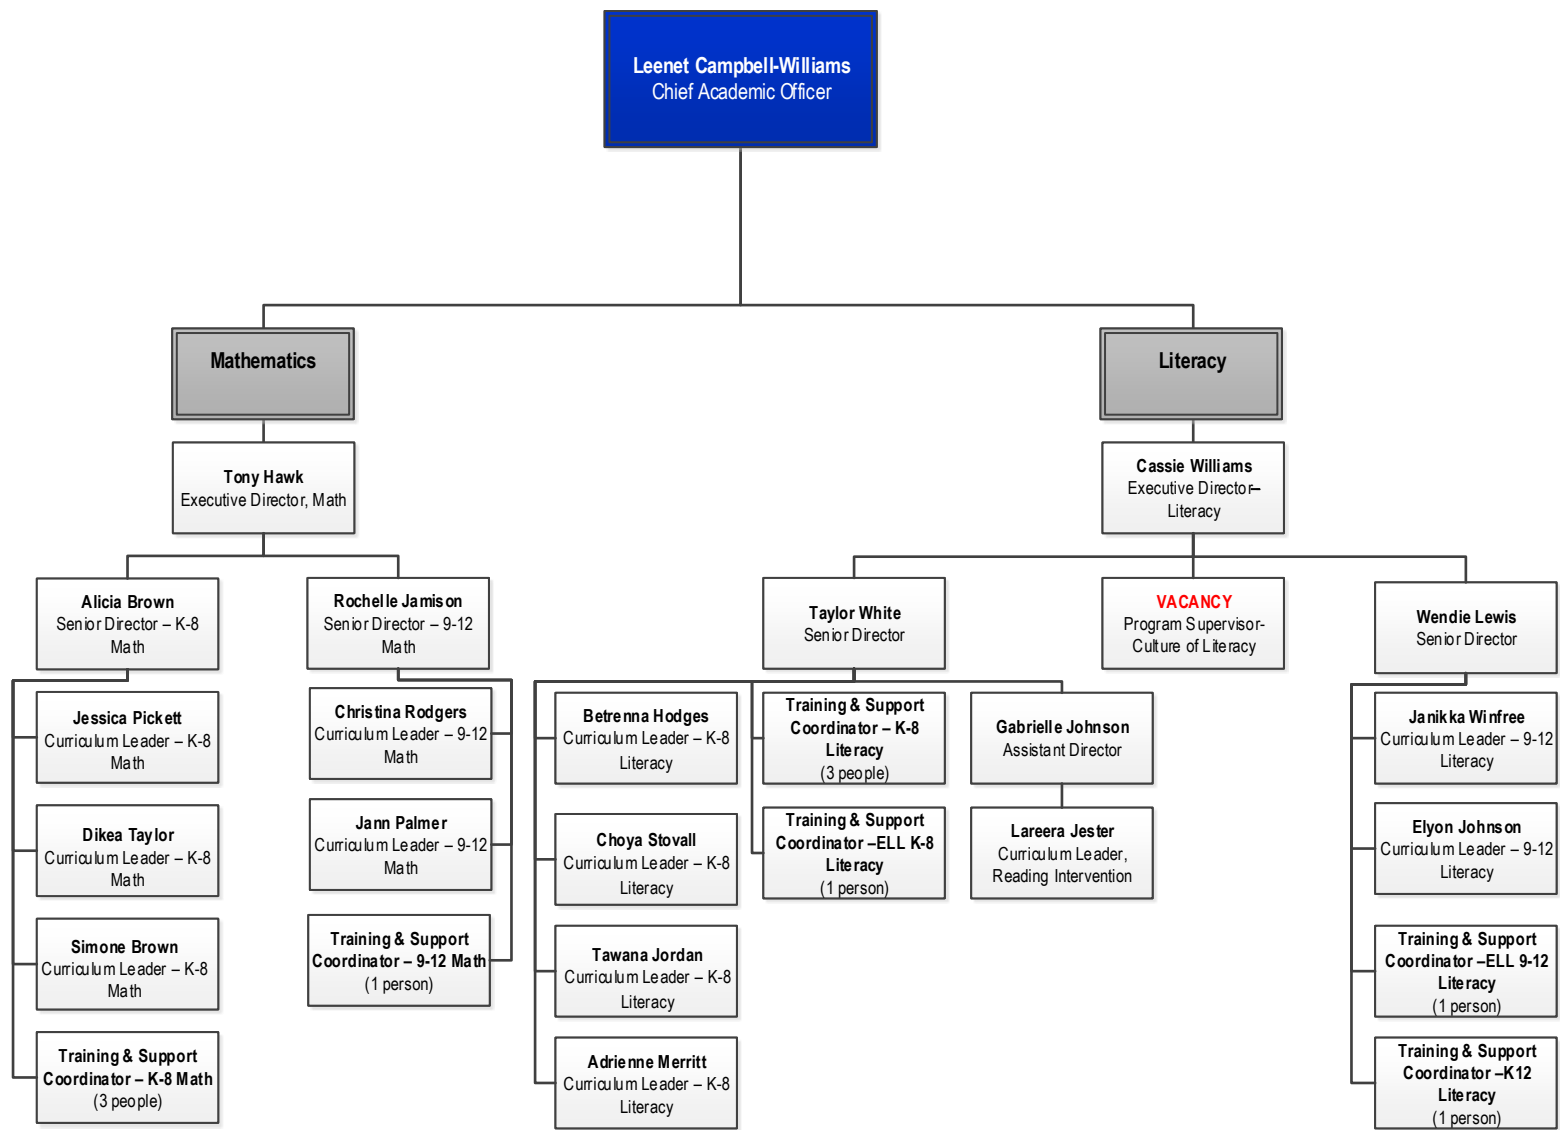 Leenet Campbell-Williams
Chief Academic Officer
Mathematics
Literacy
Tony Hawk
Executive Director, Math
Cassie Williams
Executive Director–
Literacy
Alicia Brown
Senior Director – K-8
Math
Rochelle Jamison
Senior Director – 9-12
Math
Taylor White
Senior Director
VACANCY
Program Supervisor-
Culture of Literacy
Wendie Lewis
Senior Director
Jessica Pickett
Curriculum Leader – K-8
Math
Dikea Taylor
Curriculum Leader – K-8
Math
Simone Brown
Curriculum Leader – K-8
Math
Training & Support
Coordinator – K-8 Math
(3 people)
Christina Rodgers
Curriculum Leader – 9-12
Math
Jann Palmer
Curriculum Leader – 9-12
Math
Training & Support
Coordinator – 9-12 Math
(1 person)
Betrenna Hodges
Curriculum Leader – K-8
Literacy
Choya Stovall
Curriculum Leader – K-8
Literacy
Tawana Jordan
Curriculum Leader – K-8
Literacy
Adrienne Merritt
Curriculum Leader – K-8
Literacy
Training & Support
Coordinator – K-8
Literacy
(3 people)
Training & Support
Coordinator –ELL K-8
Literacy
(1 person)
Gabrielle Johnson
Assistant Director
Lareera Jester
Curriculum Leader,
Reading Intervention
Janikka Winfree
Curriculum Leader – 9-12
Literacy
Elyon Johnson
Curriculum Leader – 9-12
Literacy
Training & Support
Coordinator –ELL 9-12
Literacy
(1 person)
Training & Support
Coordinator –K12
Literacy
(1 person)